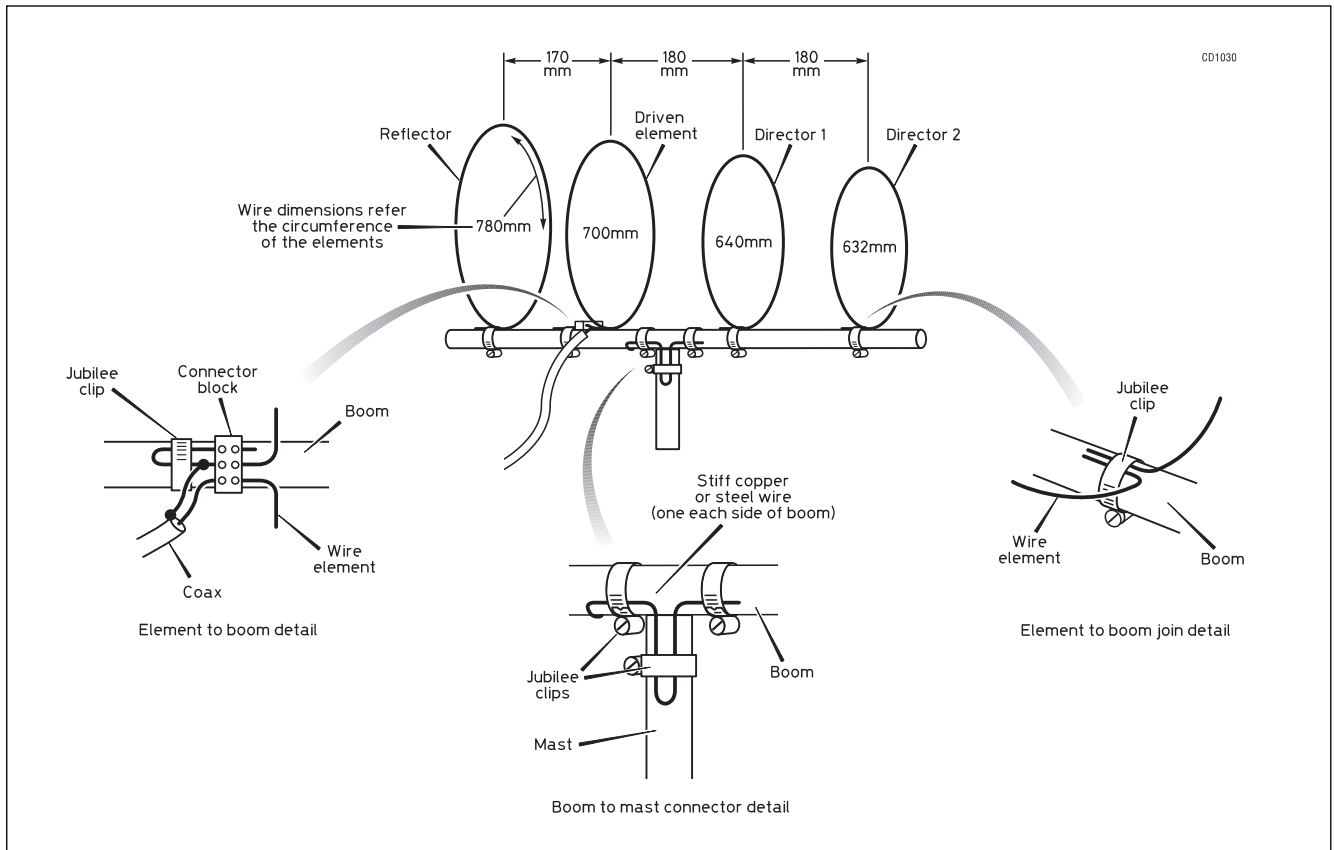 170
mm
180
mm
180
mm
CD1030
Reflector
Driven
element
Director 1
Director 2
Wire dimensions refer
the circumference
of the elements
780mm
700mm
640mm
632mm
Jubilee
clip
Connector
block
Boom
Wire
element
Coax
Element to boom detail
Stiff copper
or steel wire
(one each side of boom)
Jubilee
clips
Boom
Mast
Boom to mast connector detail
Jubilee
clip
Wire
element
Boom
Element to boom join detail